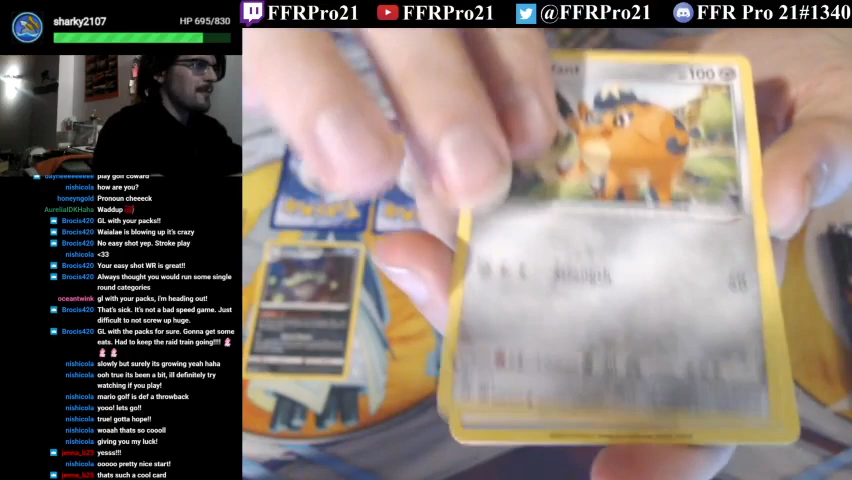 sharky2107 HP 695/830
FFRPro21 FFRPro21 @FFRPro21 FFR Pro 21#1340
play golf coward
nishicola how are you?
honeyngold Pronoun cheeeck
AureliaIDKHaha Waddup
Brocis420 GL with your packs!!
Brocis420 Waialae is blowing up it's crazy
Brocis420 No easy shot yep. Stroke play
nishicola <33
Brocis420 Your easy shot WR is great!!
Brocis420 Always thought you would run some single
round categories
oceantwink gl with your packs, i'm heading out!
Brocis420 That's sick. It's not a bad speed game. Just
difficult to not screw up huge.
Brocis420 GL with the packs for sure. Gonna get some
eats. Had to keep the raid train going!!!!
nishicola slowly but surely its growing yeah haha
nishicola ooh true its been a bit, ill definitely try
watching if you play!
nishicola mario golf is def a throwback
nishicola yooo! lets go!!
nishicola true! gotta hope!!
nishicola woaah thats so coooll
nishicola giving you my luck!
jenna_h25 yesss!!!
nishicola ooooo pretty nice start!
jenna_h25 thats such a cool card
fant 100
Strength